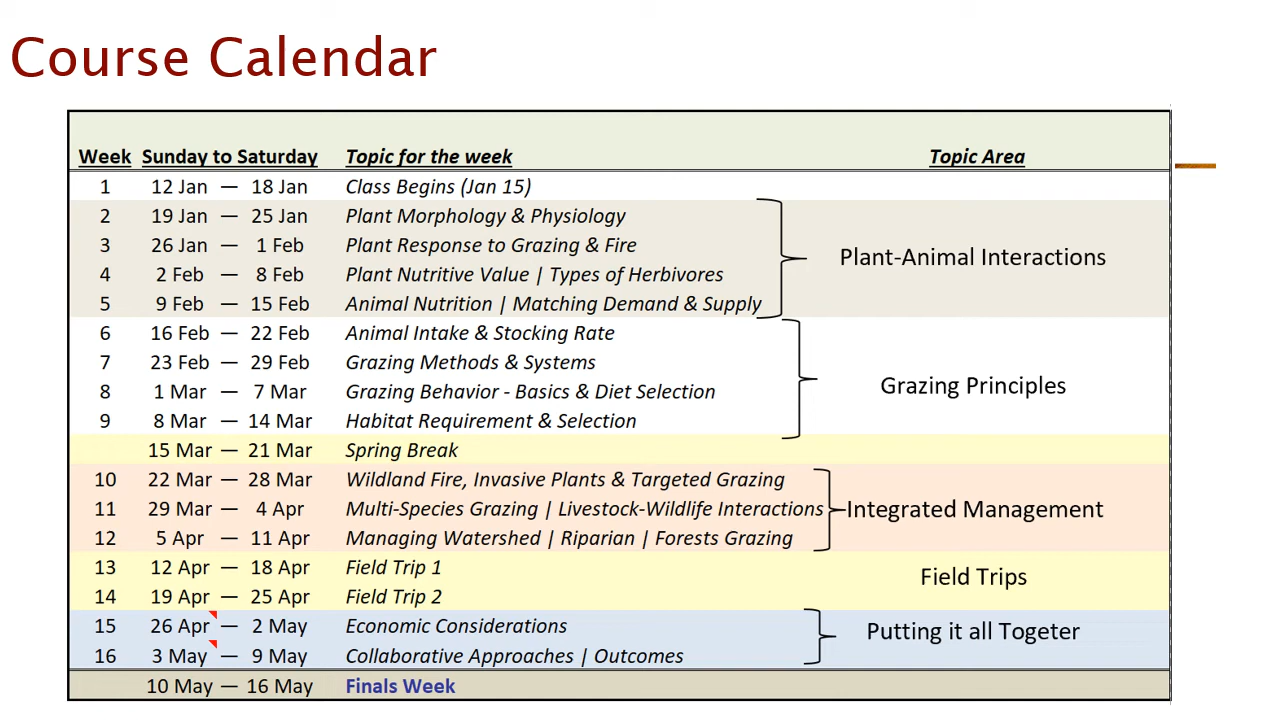 Course Calendar
Week Sunday to Saturday Topic for the week Topic Area
1 12 Jan — 18 Jan Class Begins (Jan 15)
2 19 Jan — 25 Jan Plant Morphology & Physiology
3 26 Jan — 1 Feb Plant Response to Grazing & Fire
Plant-Animal Interactions
4 2 Feb — 8 Feb Plant Nutritive Value | Types of Herbivores
5 9 Feb — 15 Feb Animal Nutrition | Matching Demand & Supply
6 16 Feb — 22 Feb Animal Intake & Stocking Rate
7 23 Feb — 29 Feb Grazing Methods & Systems
Grazing Principles
8 1 Mar — 7 Mar Grazing Behavior - Basics & Diet Selection
9 8 Mar — 14 Mar Habitat Requirement & Selection
15 Mar — 21 Mar Spring Break
10 22 Mar — 28 Mar Wildland Fire, Invasive Plants & Targeted Grazing
11 29 Mar — 4 Apr Multi-Species Grazing | Livestock-Wildlife Interactions Integrated Management
12 5 Apr — 11 Apr Managing Watershed | Riparian | Forests Grazing
13 12 Apr — 18 Apr Field Trip 1
Field Trips
14 19 Apr — 25 Apr Field Trip 2
15 26 Apr — 2 May Economic Considerations
Putting it all Togeter
16 3 May — 9 May Collaborative Approaches | Outcomes
10 May — 16 May Finals Week